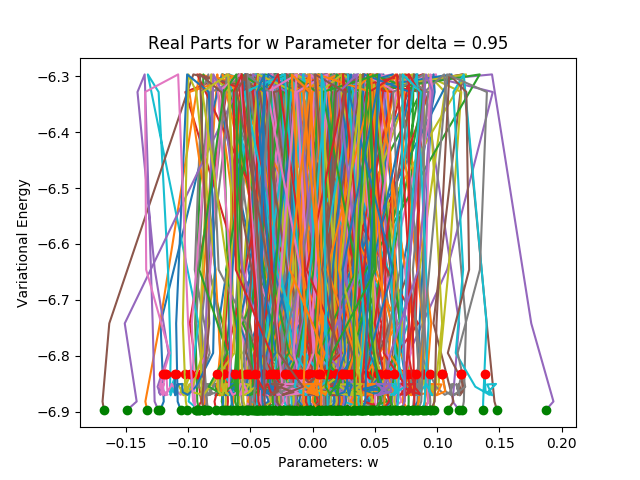 Real Parts for w Parameter for delta = 0.95
−6.3
−6.4
−6.5
−6.6
−6.7
−6.8
−6.9
Variational Energy
−0.15 −0.10 −0.05 0.00 0.05 0.10 0.15 0.20
Parameters: w